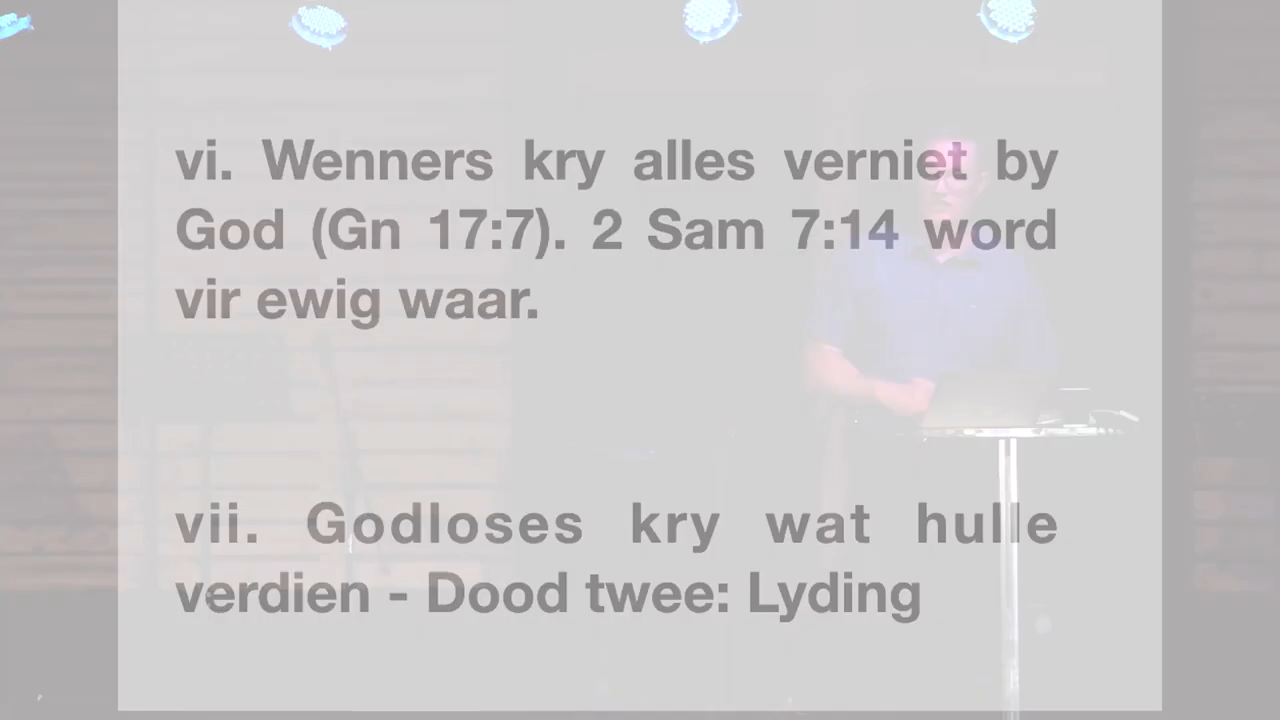 vi. Wenners kry alles verniet by
God (Gn 17:7). 2 Sam 7:14 word
vir ewig waar.
vii. Godloses kry wat hulle
verdien - Dood twee: Lyding